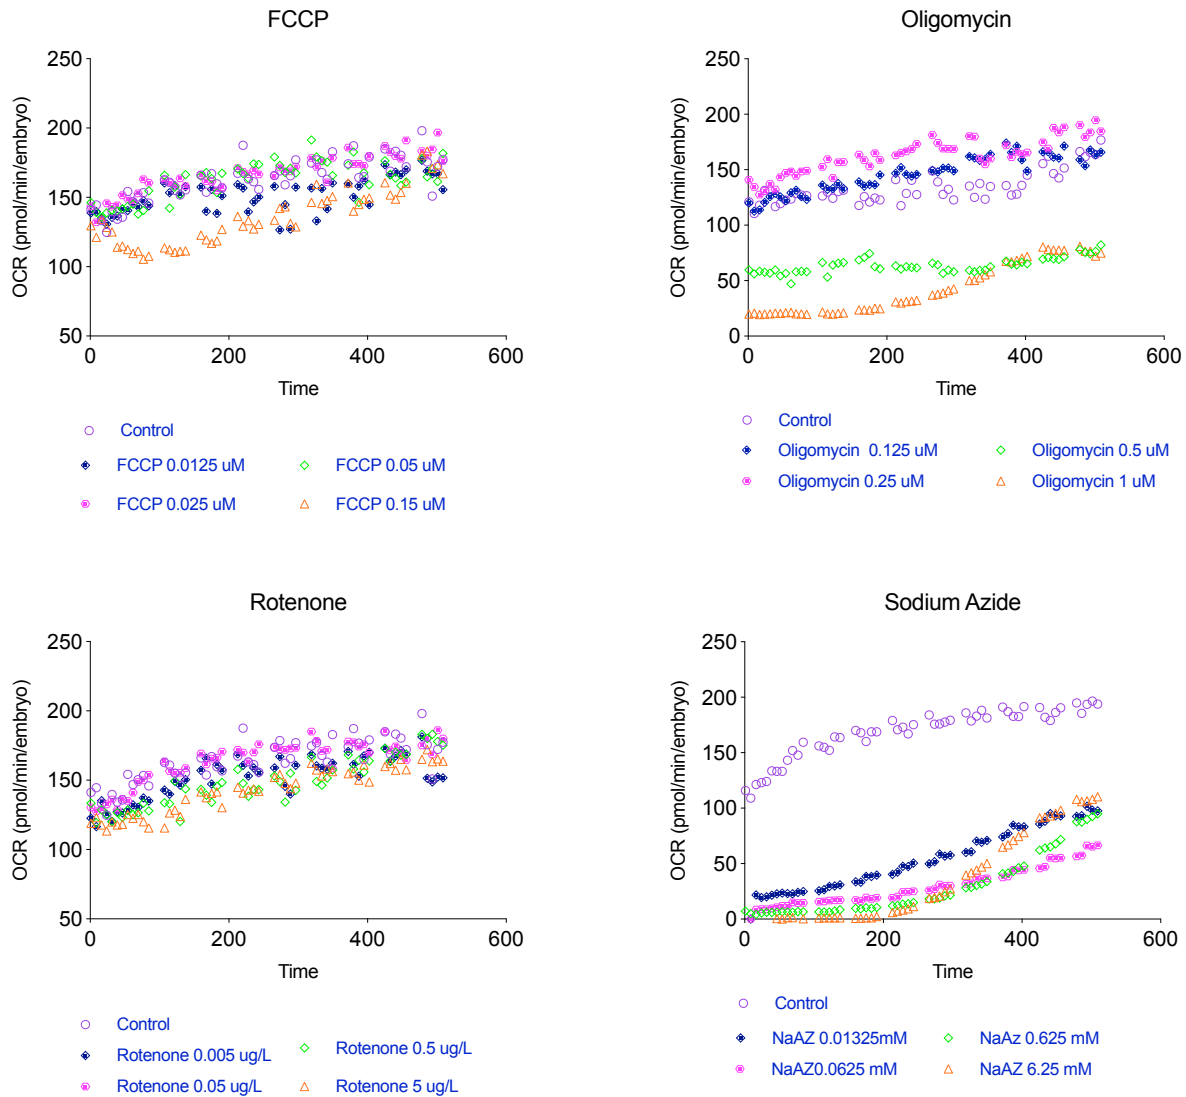 FCCP
250
200
150
100
50
0
200
400
600
OCR (pmol/min/embryo)
Time
Control
FCCP 0.0125 uM
FCCP 0.05 uM
FCCP 0.025 uM
FCCP 0.15 uM
Oligomycin
250
200
150
100
50
0
0
200
400
600
OCR (pmol/min/embryo)
Time
Control
Oligomycin 0.125 uM
Oligomycin 0.5 uM
Oligomycin 0.25 uM
Oligomycin 1 uM
Rotenone
250
200
150
100
50
0
200
400
600
OCR (pmol/min/embryo)
Time
Control
Rotenone 0.005 ug/L
Rotenone 0.5 ug/L
Rotenone 0.05 ug/L
Rotenone 5 ug/L
Sodium Azide
250
200
150
100
50
0
0
200
400
600
OCR (pmol/min/embryo)
Time
Control
NaAZ 0.01325mM
NaAz 0.625 mM
NaAZ0.0625 mM
NaAZ 6.25 mM